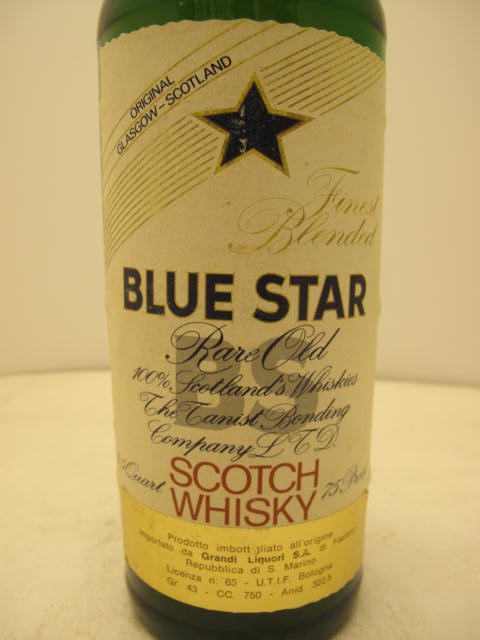 ORIGINAL
GLASGOW-SCOTLAND
Finest
Blended
BLUE STAR
BS
Rare Old
100% Scotland's Whiskies
The Tanist Bonding
Company LTD.
Quart
75 Proof
SCOTCH
WHISKY
Prodotto imbottigliato all'origine
importato da Grandi Liquori S.A. di
Repubblica di S. Marino
Licenza n. 65 - U.T.I.F. Bologna
Gr. 43 - CC. 750 - Anid. 322,5